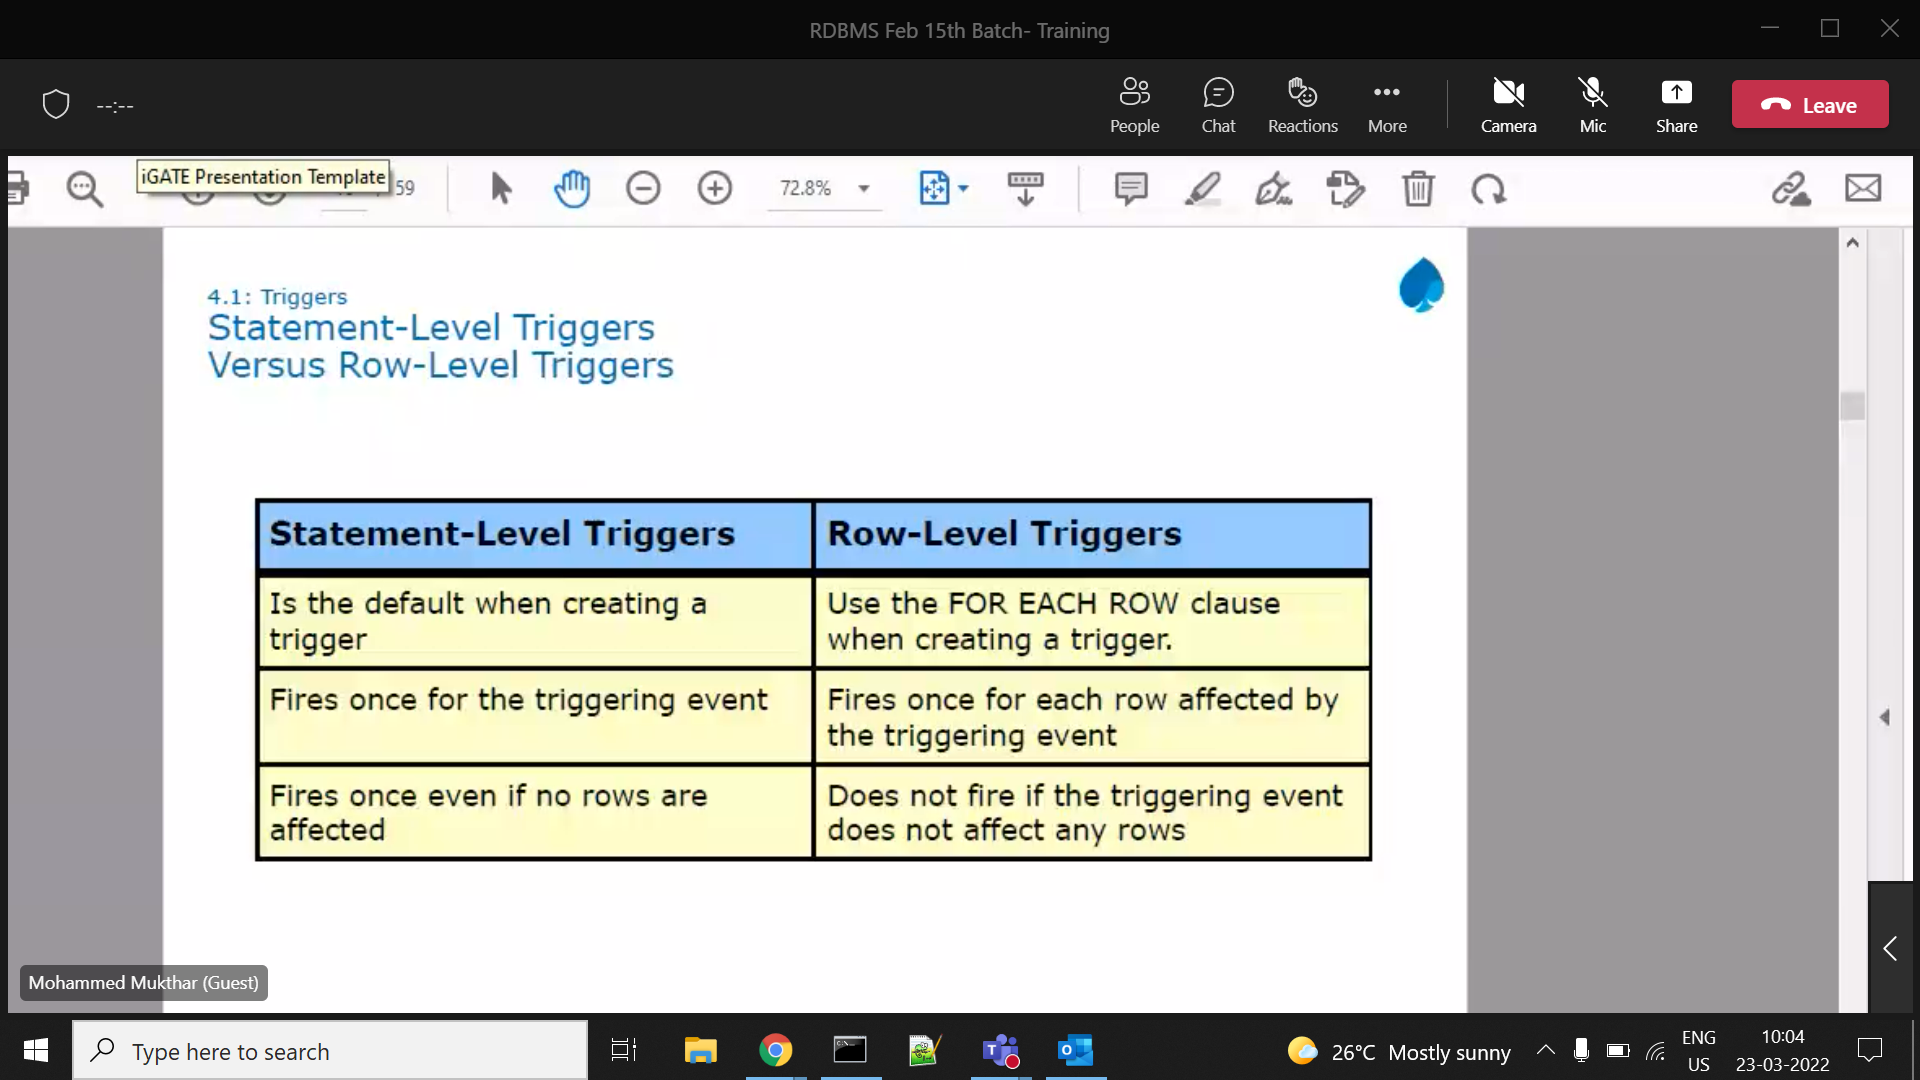 RDBMS Feb 15th Batch- Training
--:--
People
Chat
Reactions
More
Camera
Mic
Share
Leave
iGATE Presentation Template
59
72.8%
4.1: Triggers
Statement-Level Triggers
Versus Row-Level Triggers
Statement-Level Triggers
Row-Level Triggers
Is the default when creating a
trigger
Use the FOR EACH ROW clause
when creating a trigger.
Fires once for the triggering event
Fires once for each row affected by
the triggering event
Fires once even if no rows are
affected
Does not fire if the triggering event
does not affect any rows
Mohammed Mukthar (Guest)
Type here to search
26°C Mostly sunny
ENG
US
10:04
23-03-2022